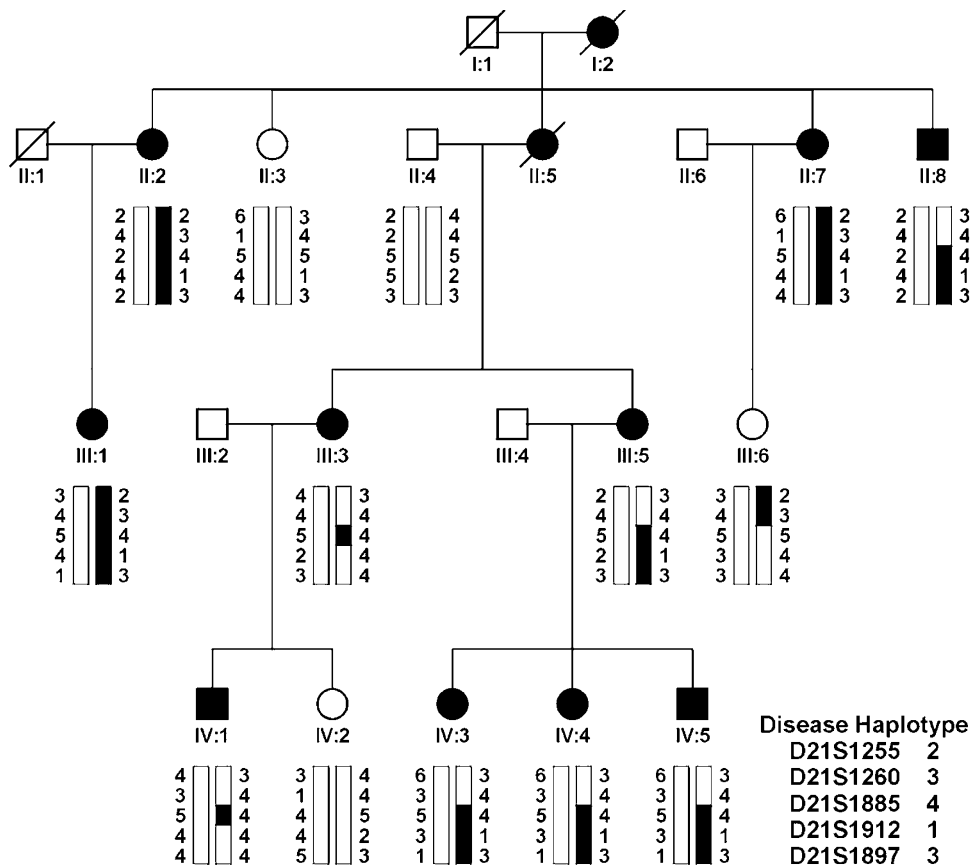 I:1 I:2
II:1 II:2 II:3 II:4 II:5 II:6 II:7 II:8
2 2 6 3 2 4 6 2 2 3
4 3 1 4 2 4 1 3 4 4
2 4 5 5 5 5 5 4 2 4
4 1 4 1 5 2 4 1 4 1
2 3 4 3 3 3 4 3 2 3
III:1 III:2 III:3 III:4 III:5 III:6
3 2 4 3 2 3 3 2
4 3 4 4 4 4 4 3
5 4 5 4 5 4 5 5
4 1 2 4 2 1 3 4
1 3 3 4 3 3 3 4
IV:1 IV:2 IV:3 IV:4 IV:5
4 3 3 4 6 3 6 3 6 3
3 4 1 4 3 4 3 4 3 4
5 4 4 5 5 4 5 4 5 4
4 4 4 2 3 1 3 1 3 1
4 4 5 3 1 3 1 3 1 3
Disease Haplotype
D21S1255 2
D21S1260 3
D21S1885 4
D21S1912 1
D21S1897 3